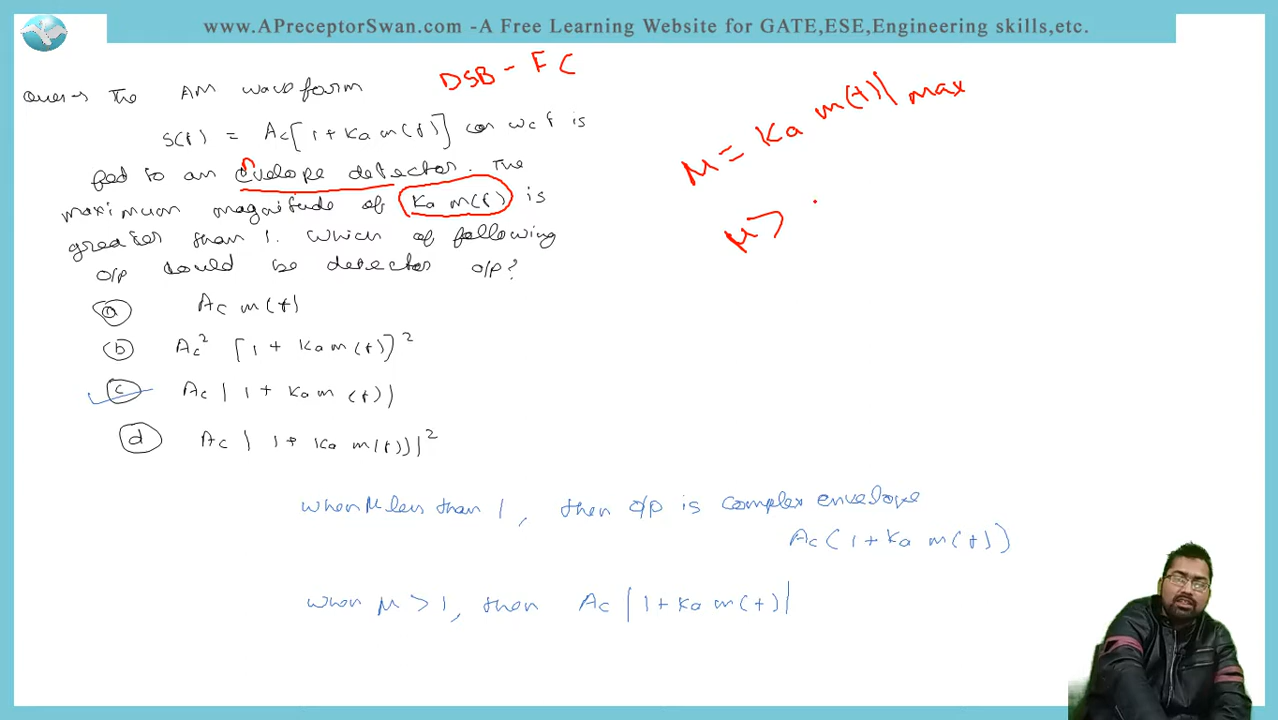 www.APreceptorSwan.com -A Free Learning Website for GATE,ESE,Engineering skills,etc.
DSB - FC
The AM waveform
S(t) = Ac[1+Ka m(t)] cos wct is
fed to an envelope detector. The
maximum magnitude of Ka m(t) is
greater than 1. Which of following
o/p could be detector o/p?
a Ac m(t)
b Ac² [1 + Ka m(t)]²
c Ac | 1 + Ka m (t)|
d Ac | 1 + Ka m(t)|²
μ = Ka m(t)| max
μ >
when μ less than 1, then o/p is complex envelope
Ac(1+Ka m(t))
when μ > 1, then Ac |1+Ka m(t)|